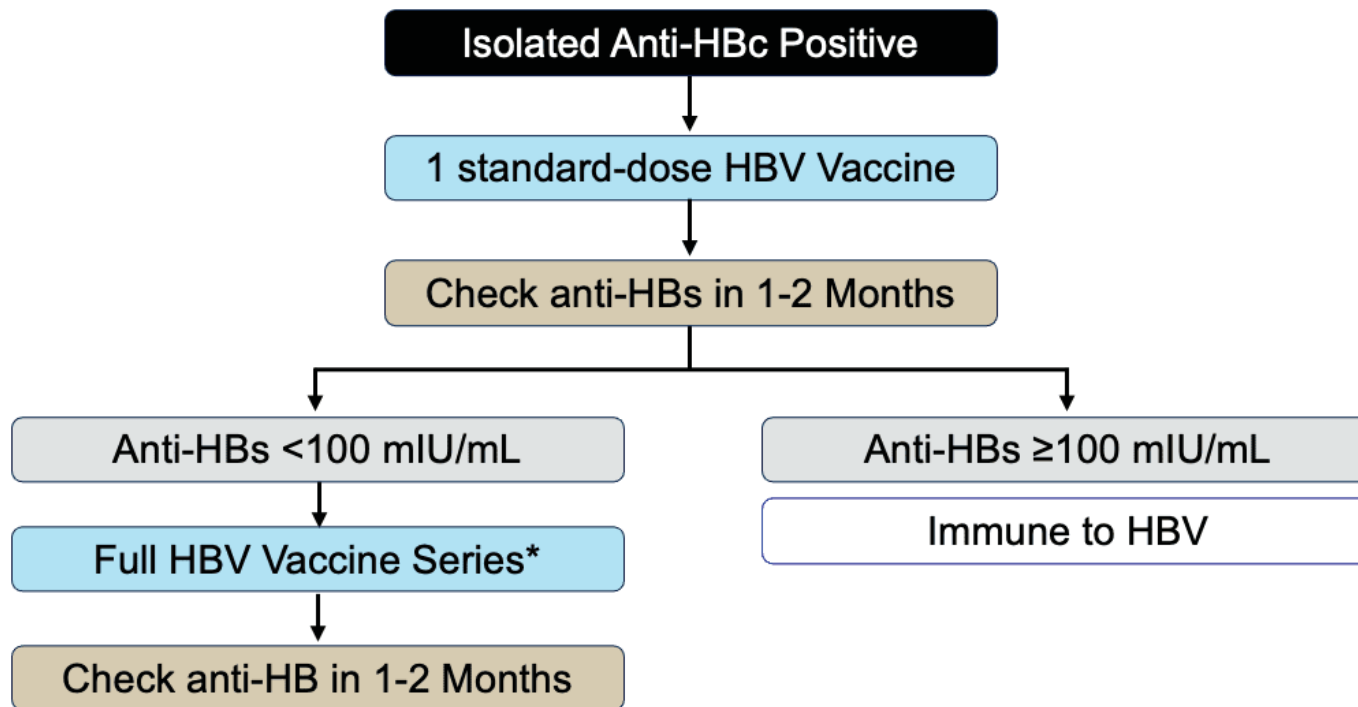 Isolated Anti-HBc Positive
1 standard-dose HBV Vaccine
Check anti-HBs in 1-2 Months
Anti-HBs <100 mIU/mL
Anti-HBs ≥100 mIU/mL
Immune to HBV
Full HBV Vaccine Series*
Check anti-HB in 1-2 Months